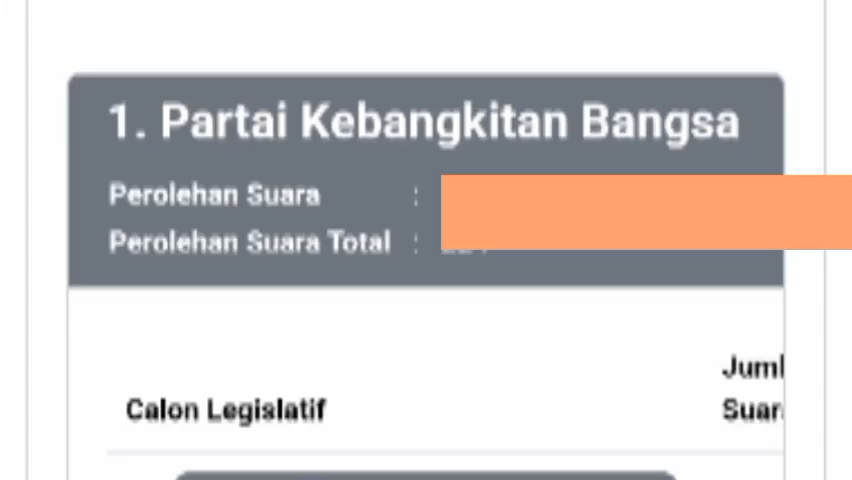 1. Partai Kebangkitan Bangsa
Perolehan Suara :
Perolehan Suara Total :
Calon Legislatif